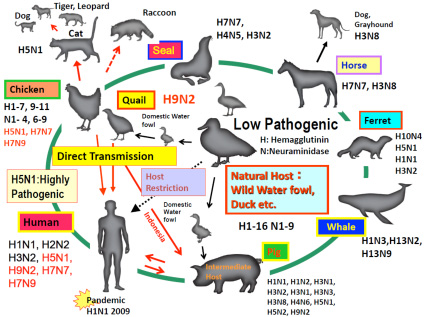 Tiger, Leopard
Dog
Cat
H5N1
Raccoon
Seal
H7N7,
H4N5, H3N2
Dog,
Grayhound
H3N8
Horse
H7N7, H3N8
Chicken
H1-7, 9-11
N1- 4, 6-9
H5N1, H7N7
H7N9
Quail
H9N2
Domestic Water
fowl
Low Pathogenic
H: Hemagglutinin
N:Neuraminidase
Ferret
H10N4
H5N1
H1N1
H3N2
Direct Transmission
H5N1:Highly
Pathogenic
Host
Restriction
Natural Host :
Wild Water fowl,
Duck etc.
Human
H1N1, H2N2
H3N2, H5N1,
H9N2, H7N7,
H7N9
Indonesia
Domestic
Water
fowl
H1-16 N1-9
Whale
H1N3,H13N2,
H13N9
Pig
Intermediate
Host
H1N1, H1N2, H3N1,
H3N2, H3N1, H3N3,
H3N8, H4N6, H5N1,
H5N2, H9N2
Pandemic
H1N1 2009